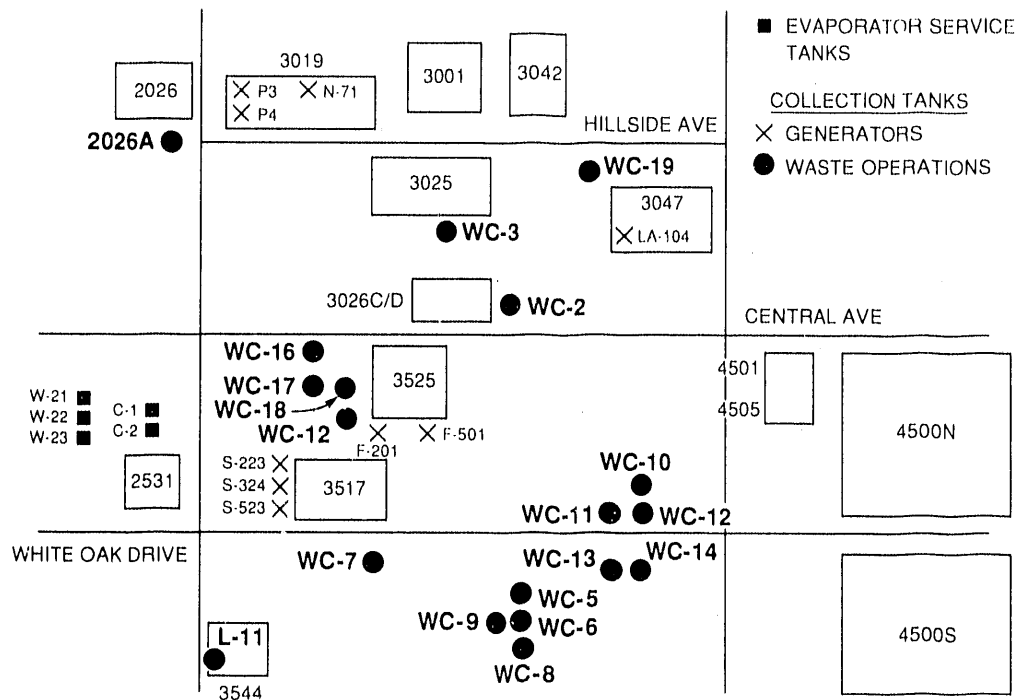 ■ EVAPORATOR SERVICE
TANKS
COLLECTION TANKS
× GENERATORS
● WASTE OPERATIONS
3019
P3
N-71
P4
3001
3042
2026
2026A
HILLSIDE AVE
WC-19
3025
3047
LA-104
WC-3
3026C/D
WC-2
CENTRAL AVE
WC-16
WC-17
WC-18
WC-12
3525
4501
4505
4500N
W-21
W-22
W-23
C-1
C-2
F-201
F-501
2531
S-223
S-324
S-523
3517
WC-10
WC-11
WC-12
WHITE OAK DRIVE
WC-7
WC-13
WC-14
WC-5
WC-9
WC-6
WC-8
4500S
L-11
3544